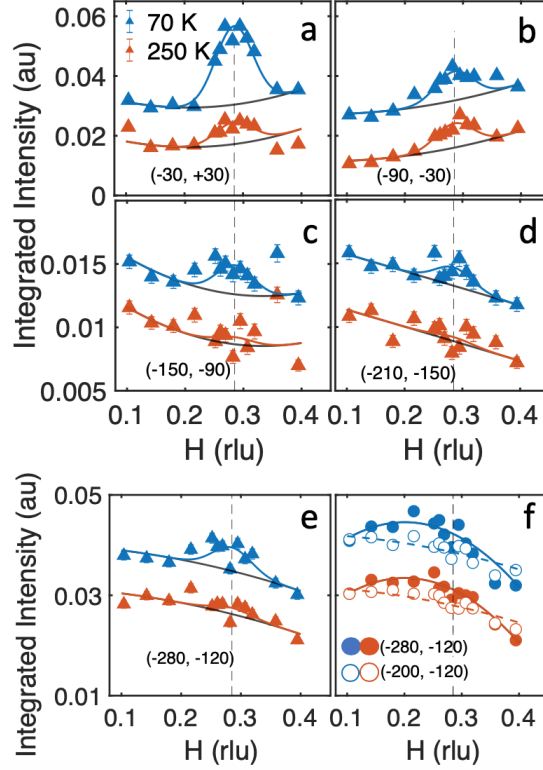 Integrated Intensity (au)
0.06
0.04
0.02
0
70 K
250 K
a
(-30, +30)
b
(-90, -30)
0.015
0.010
0.005
c
(-150, -90)
d
(-210, -150)
0.1 0.2 0.3 0.4
0.1 0.2 0.3 0.4
H (rlu)
H (rlu)
Integrated Intensity (au)
0.05
0.03
0.01
e
(-280, -120)
f
(-280, -120)
(-200, -120)
0.1 0.2 0.3 0.4
0.1 0.2 0.3 0.4
H (rlu)
H (rlu)